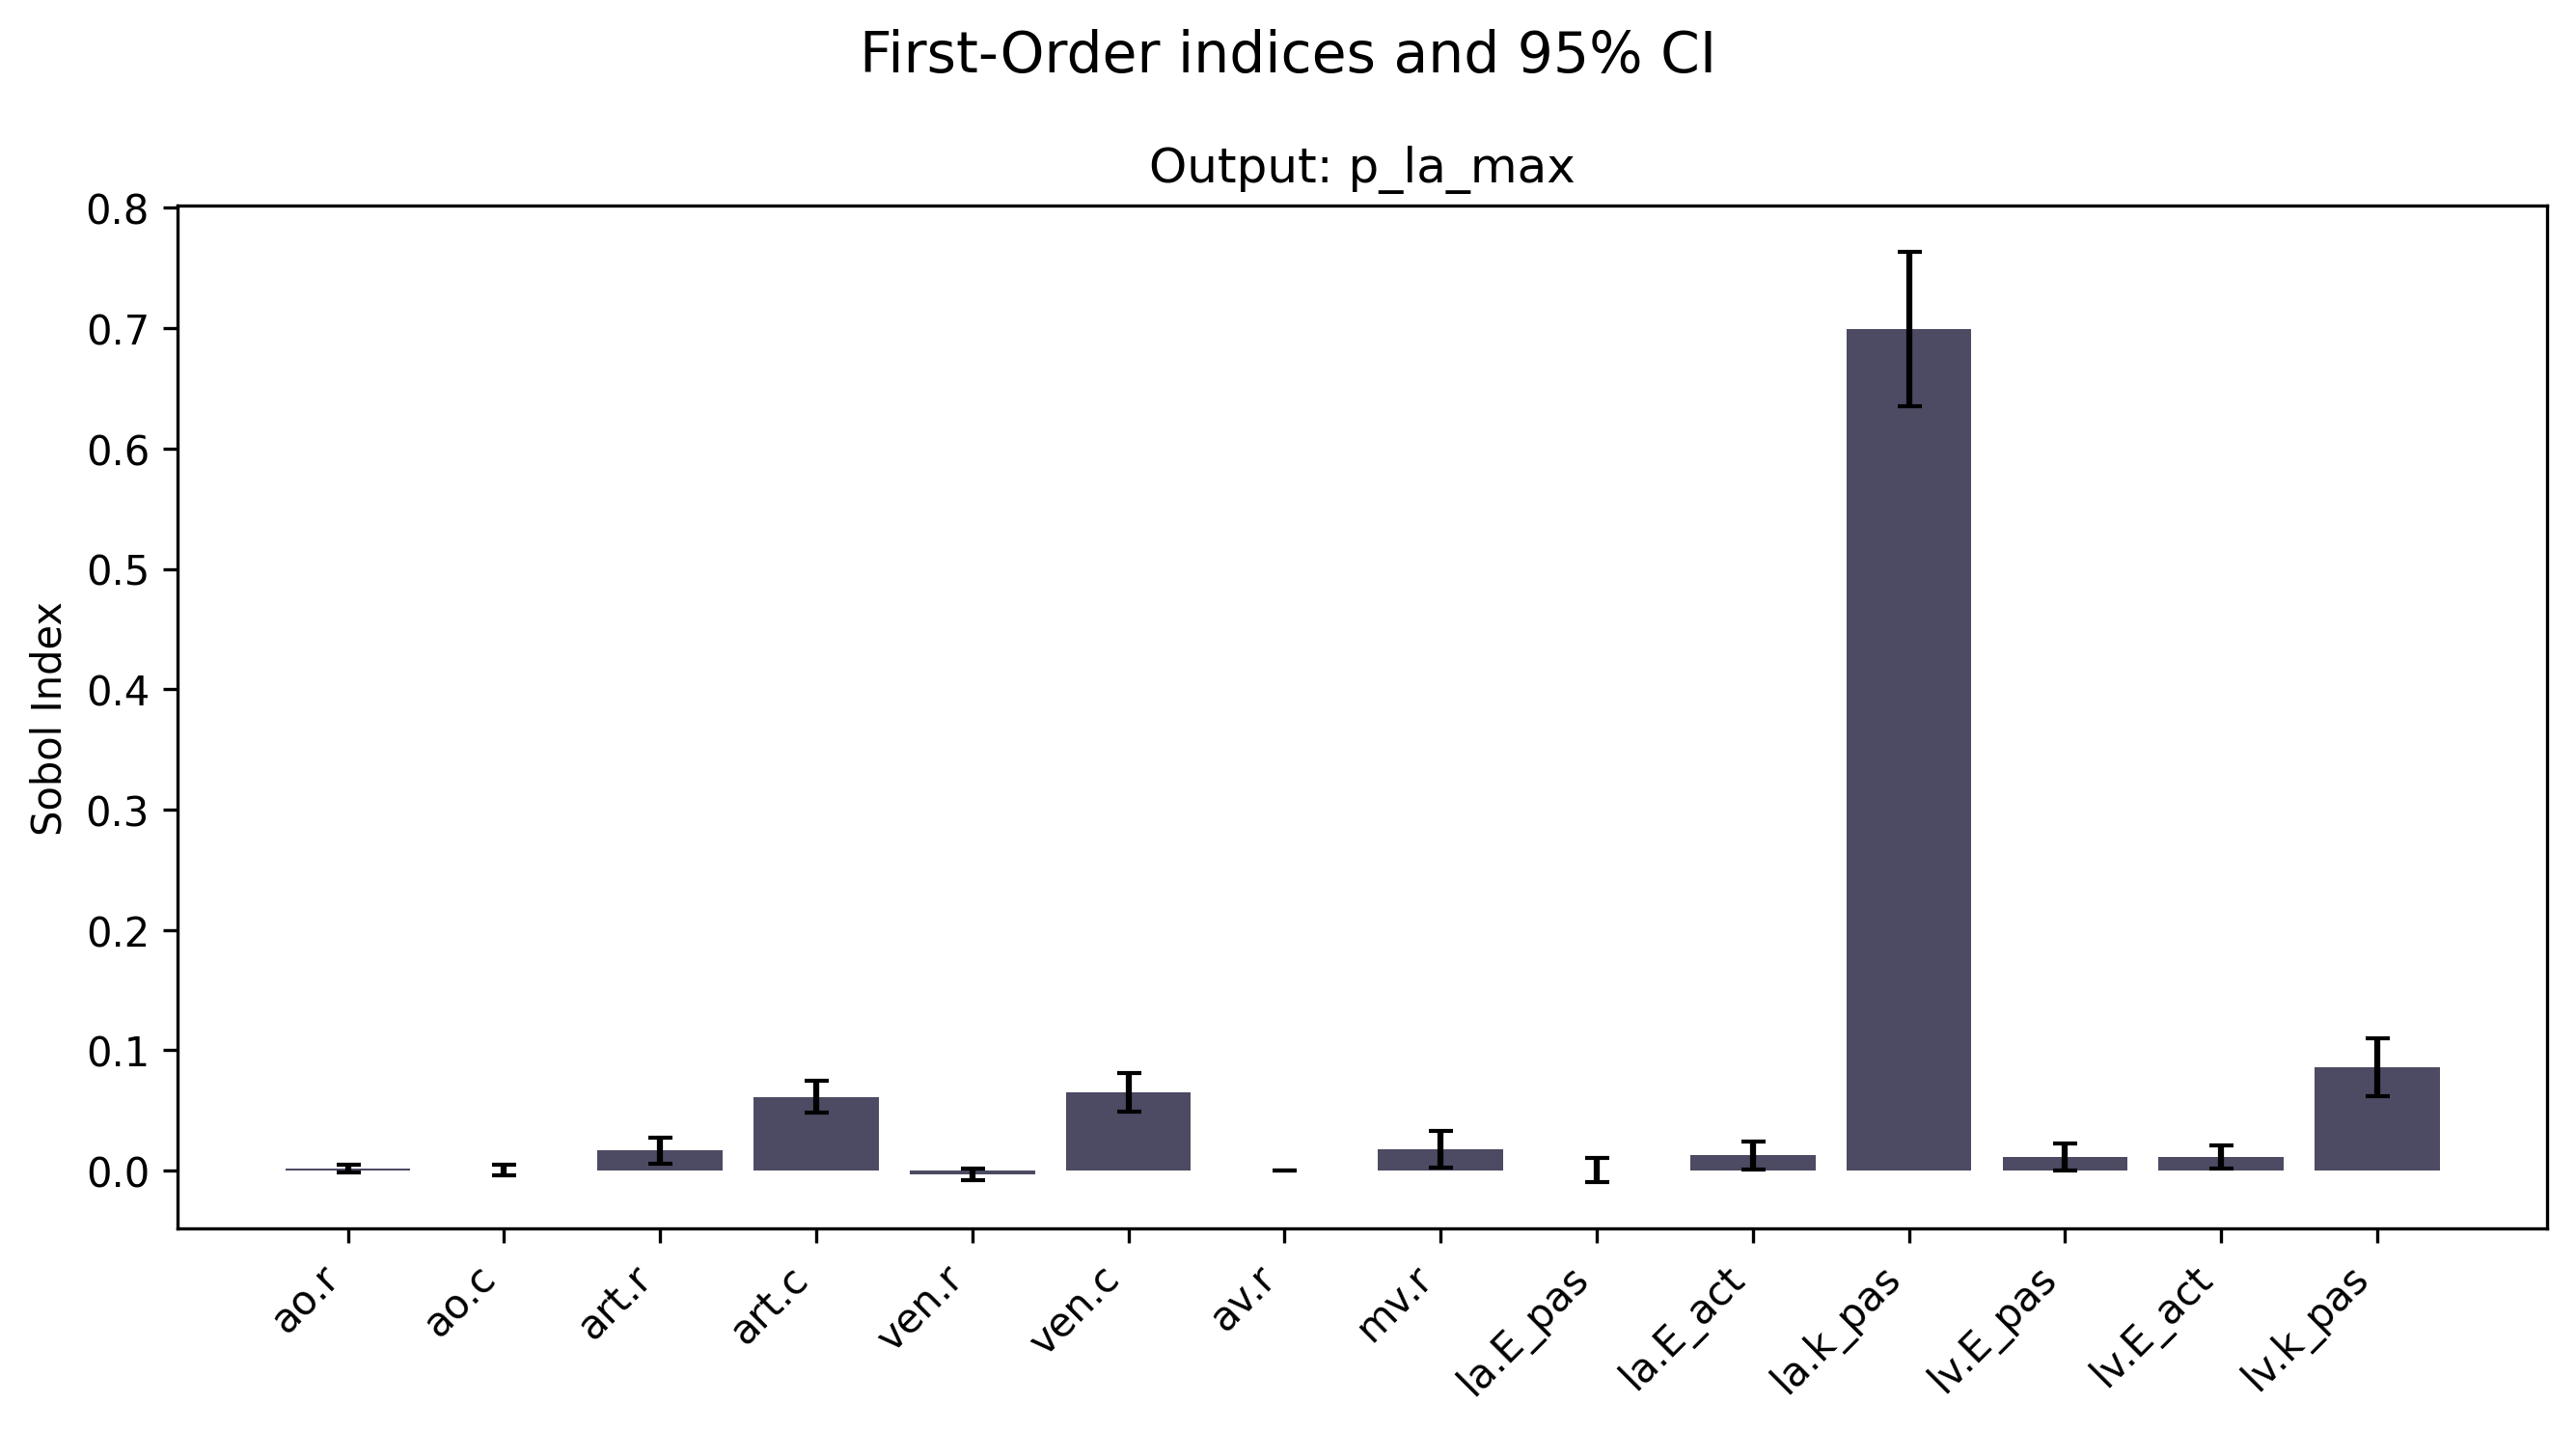 First-Order indices and 95% CI
Output: p_la_max
Sobol Index
0.8
0.7
0.6
0.5
0.4
0.3
0.2
0.1
0.0
ao.r
ao.c
art.r
art.c
ven.r
ven.c
av.r
mv.r
la.E_pas
la.E_act
la.k_pas
lv.E_pas
lv.E_act
lv.k_pas